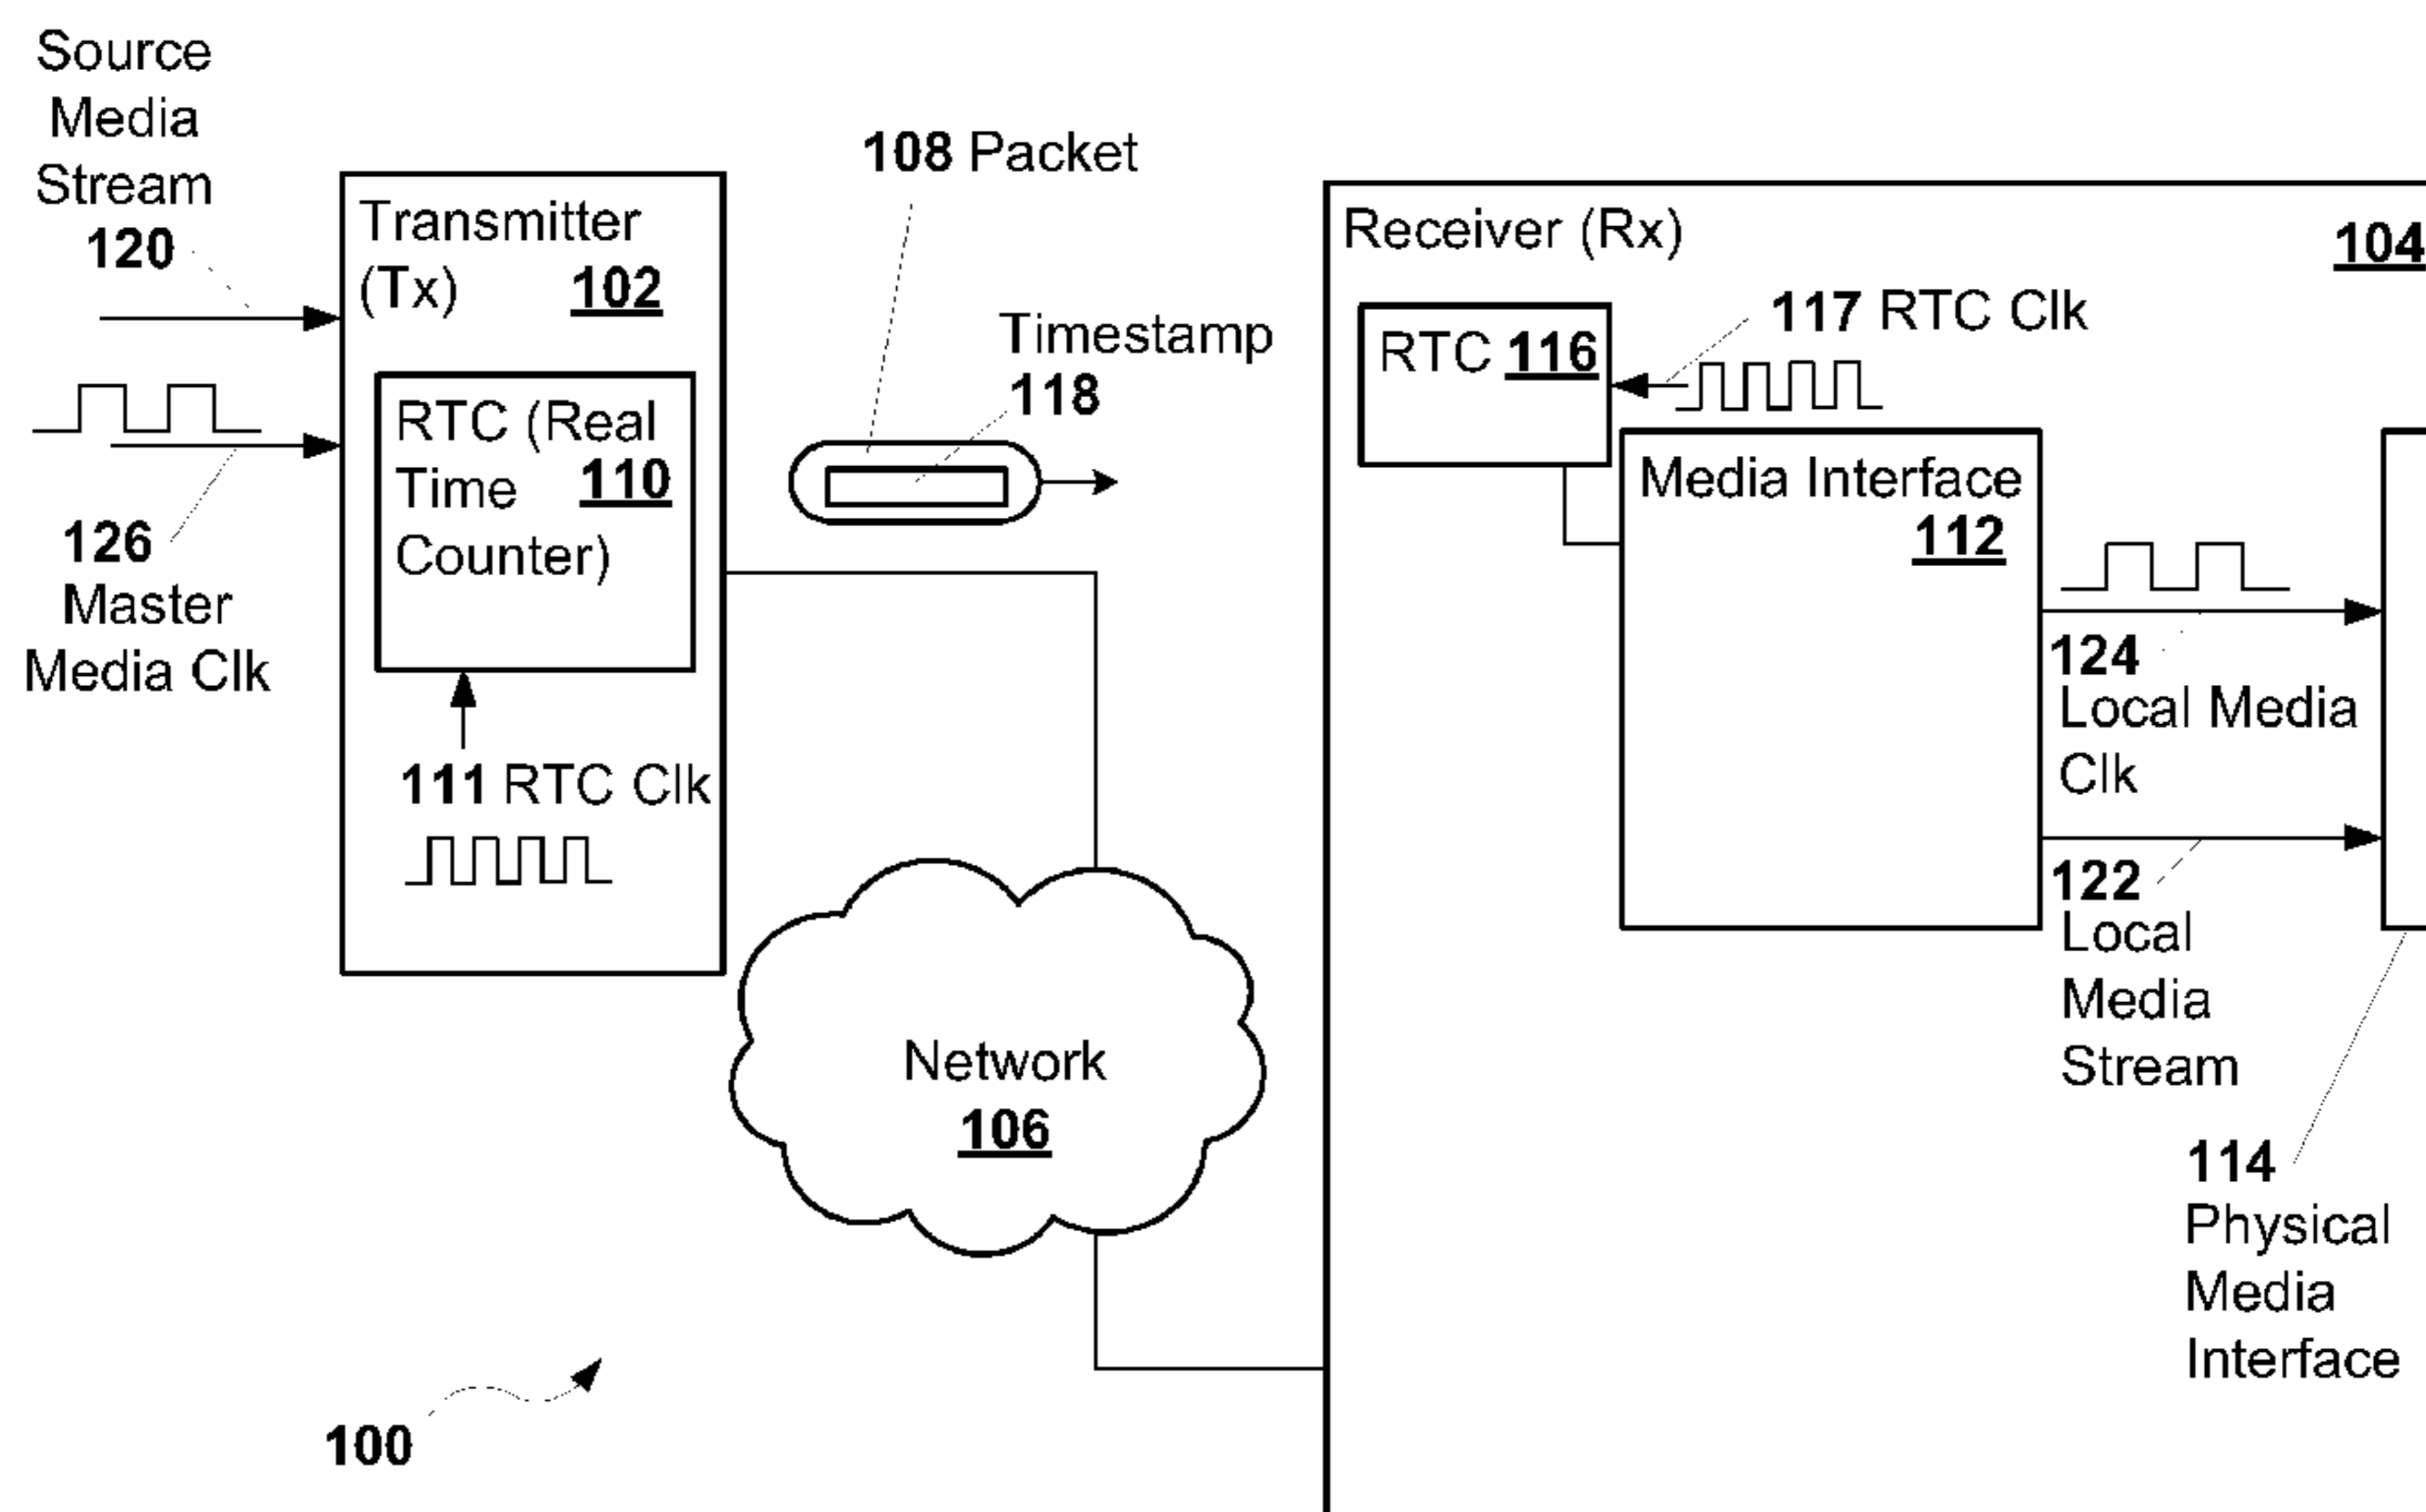 Source
Media
Stream
120
126
Master
Media Clk
Transmitter
(Tx) 102
RTC (Real
Time 110
Counter)
111 RTC Clk
108 Packet
Timestamp
118
Network
106
100
Receiver (Rx)
104
RTC 116
117 RTC Clk
Media Interface
112
124
Local Media
Clk
122
Local
Media
Stream
114
Physical
Media
Interface